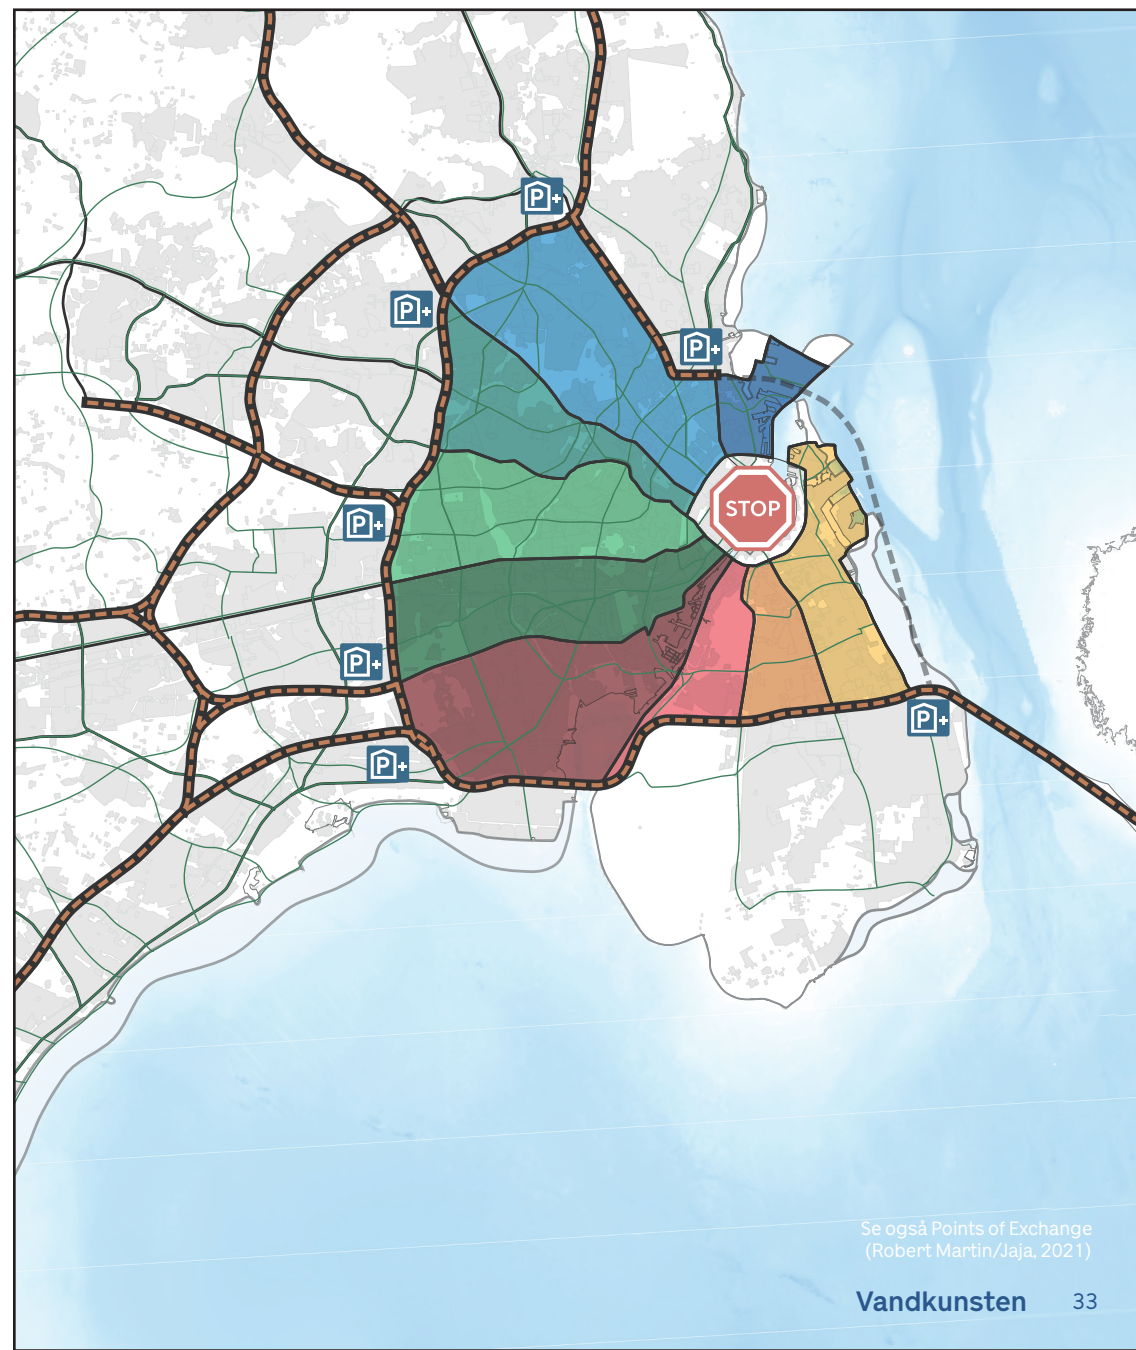 P+
P+
P+
STOP
P+
P+
P+
P+
Se også Points of Exchange
(Robert Martin/Jaja, 2021)
Vandkunsten 33